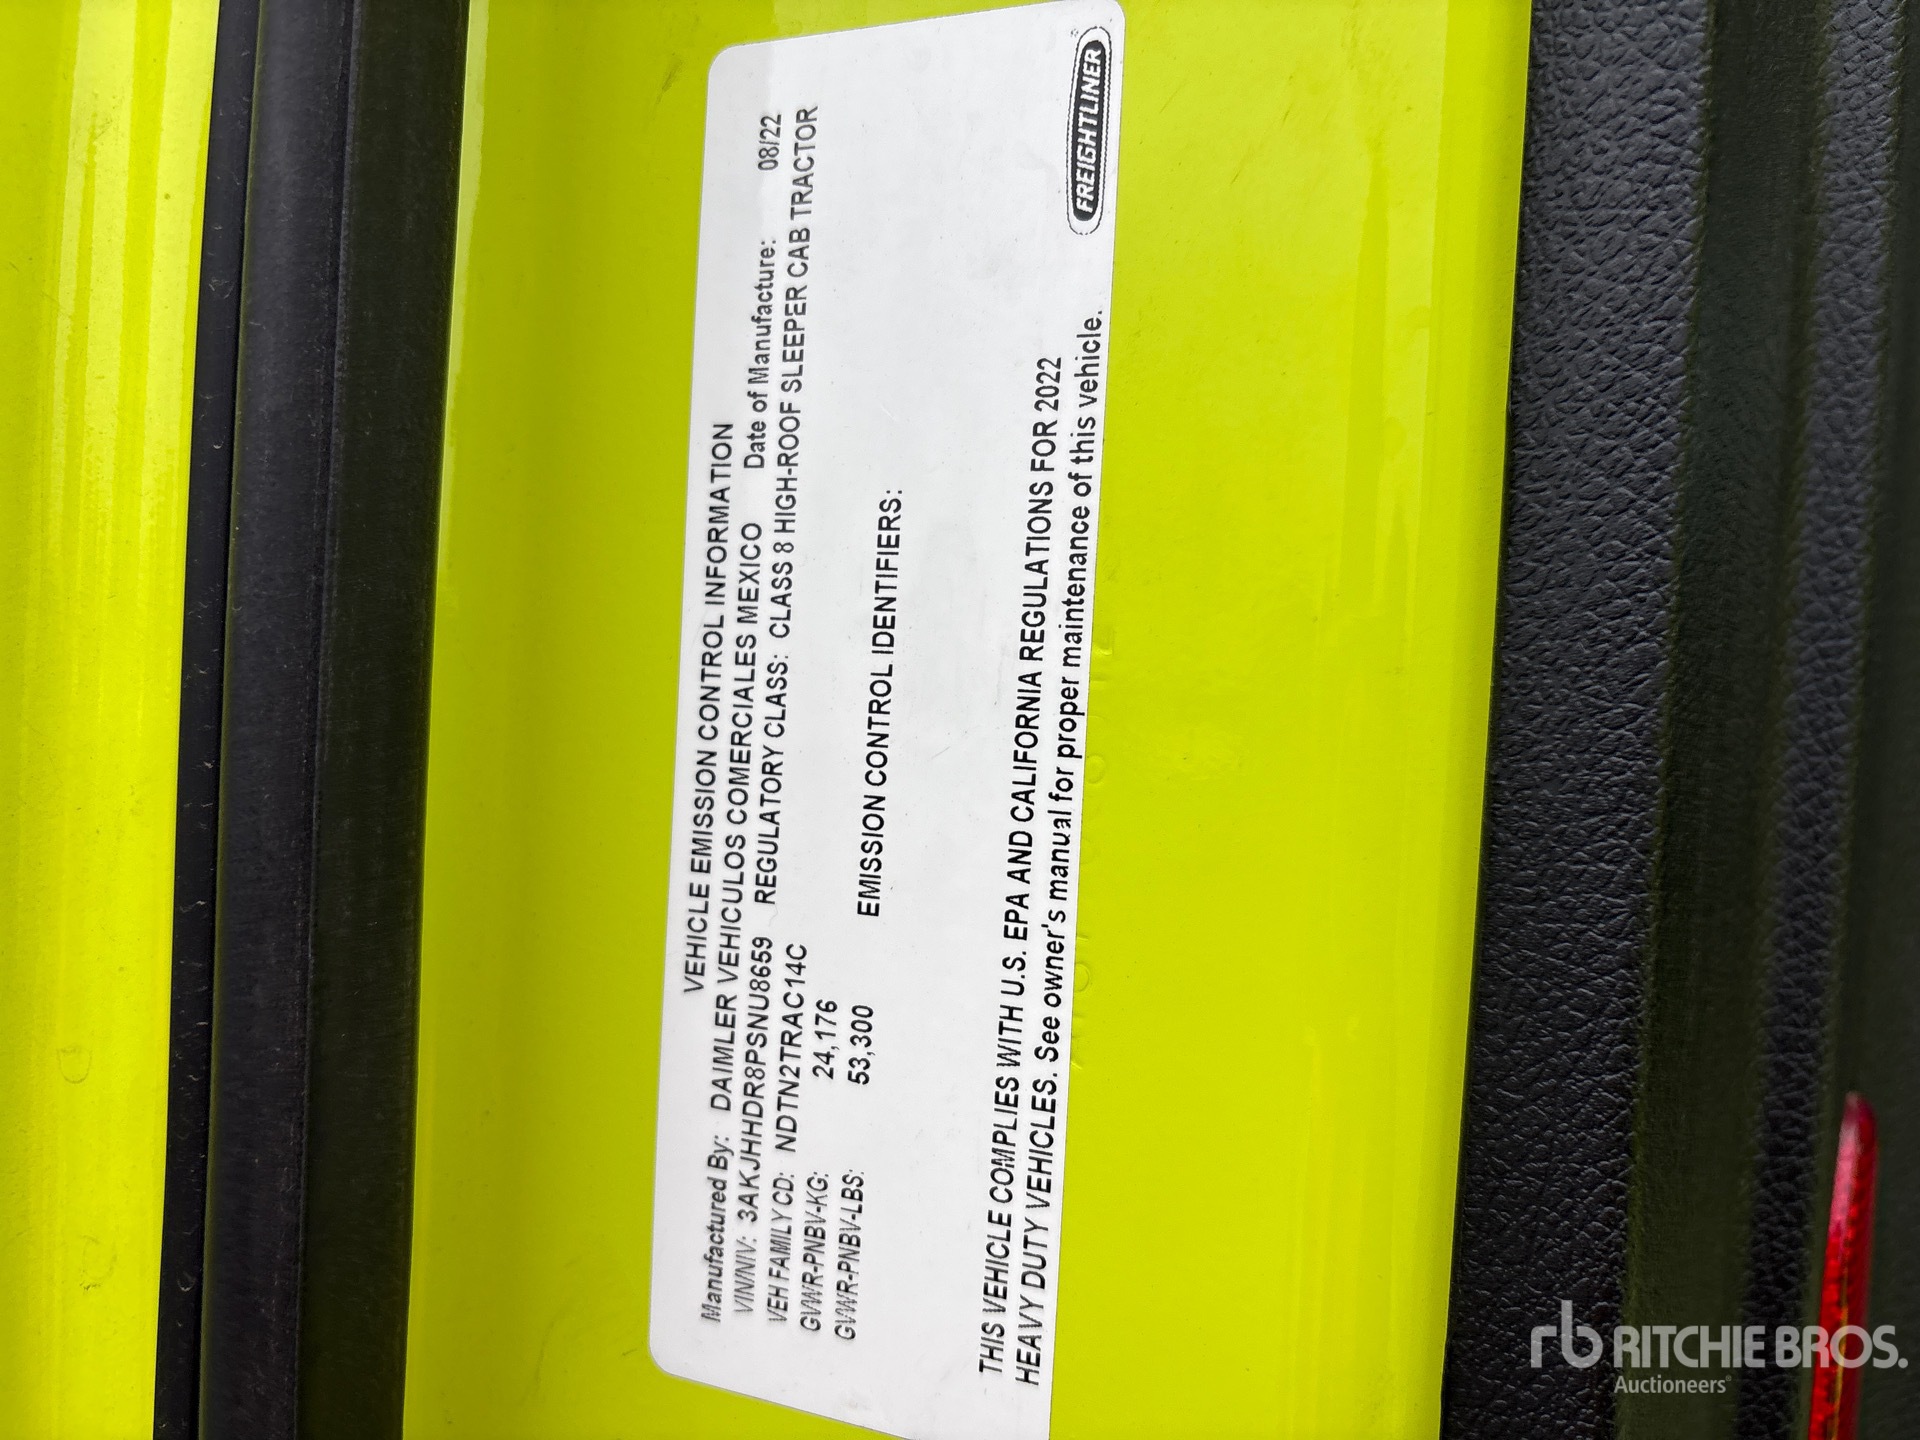 VEHICLE EMISSION CONTROL INFORMATION
Manufactured By: DAIMLER VEHICULOS COMERCIALES MEXICO Date of Manufacture: 08/22
VIN/NIV: 3AKJHHDR8PSNU8659 REGULATORY CLASS: CLASS 8 HIGH-ROOF SLEEPER CAB TRACTOR
VEH FAMILY CD: NDTN2TRAC14C
GVWR-PNBV-KG: 24,176
GVWR-PNBV-LBS: 53,300 EMISSION CONTROL IDENTIFIERS:
THIS VEHICLE COMPLIES WITH U.S. EPA AND CALIFORNIA REGULATIONS FOR 2022
HEAVY DUTY VEHICLES. See owner's manual for proper maintenance of this vehicle.
FREIGHTLINER
rb RITCHIE BROS.
Auctioneers